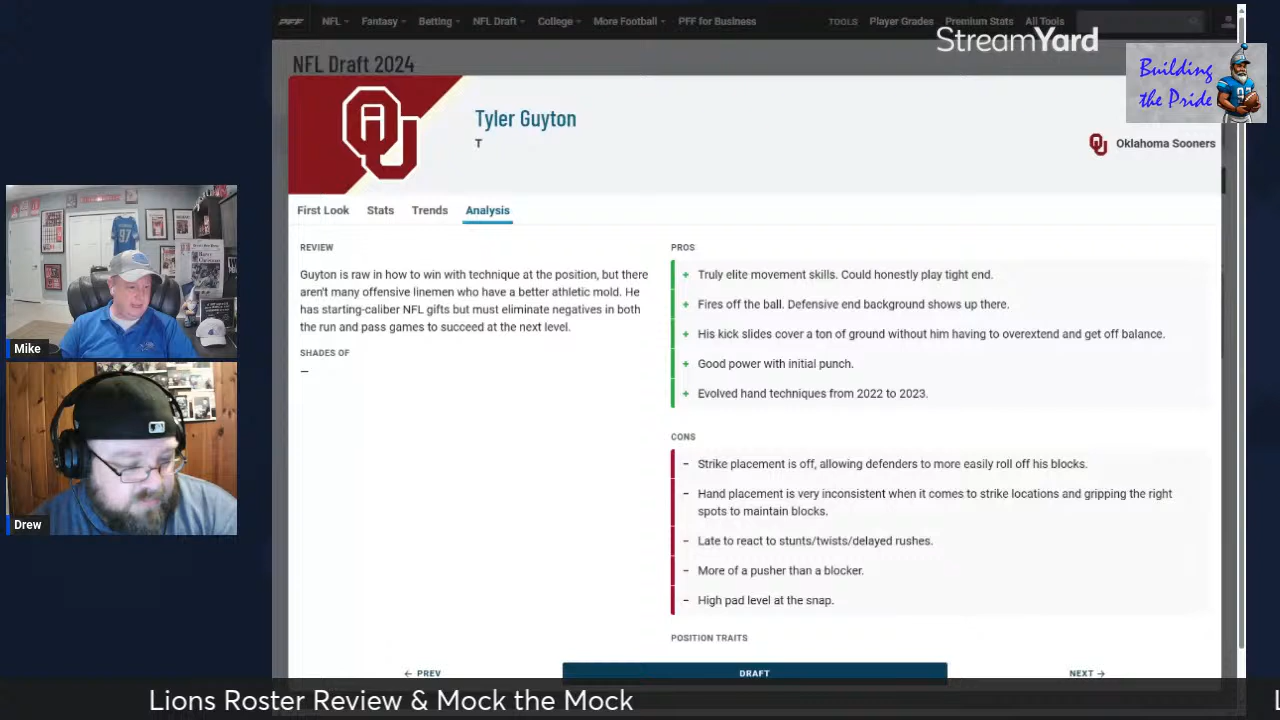 PFF NFL Fantasy Betting NFL Draft College More Football PFF for Business TOOLS Player Grades Premium Stats All Tools
StreamYard
Building
the Pride
NFL Draft 2024
Tyler Guyton
T
Oklahoma Sooners
First Look Stats Trends Analysis
REVIEW
Guyton is raw in how to win with technique at the position, but there
aren't many offensive linemen who have a better athletic mold. He
has starting-caliber NFL gifts but must eliminate negatives in both
the run and pass games to succeed at the next level.
SHADES OF
–
PROS
+ Truly elite movement skills. Could honestly play tight end.
+ Fires off the ball. Defensive end background shows up there.
+ His kick slides cover a ton of ground without him having to overextend and get off balance.
+ Good power with initial punch.
+ Evolved hand techniques from 2022 to 2023.
CONS
– Strike placement is off, allowing defenders to more easily roll off his blocks.
– Hand placement is very inconsistent when it comes to strike locations and gripping the right
spots to maintain blocks.
– Late to react to stunts/twists/delayed rushes.
– More of a pusher than a blocker.
– High pad level at the snap.
POSITION TRAITS
← PREV DRAFT NEXT →
97
Mike
Drew
Lions Roster Review & Mock the Mock